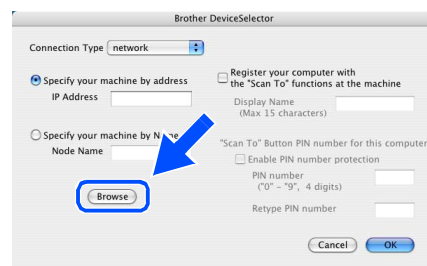 Brother DeviceSelector
Connection Type network
Specify your machine by address
IP Address
Specify your machine by Name
Node Name
Browse
Register your computer with
the "Scan To" functions at the machine
Display Name
(Max 15 characters)
"Scan To" Button PIN number for this computer
Enable PIN number protection
PIN number
("0" - "9", 4 digits)
Retype PIN number
Cancel
OK